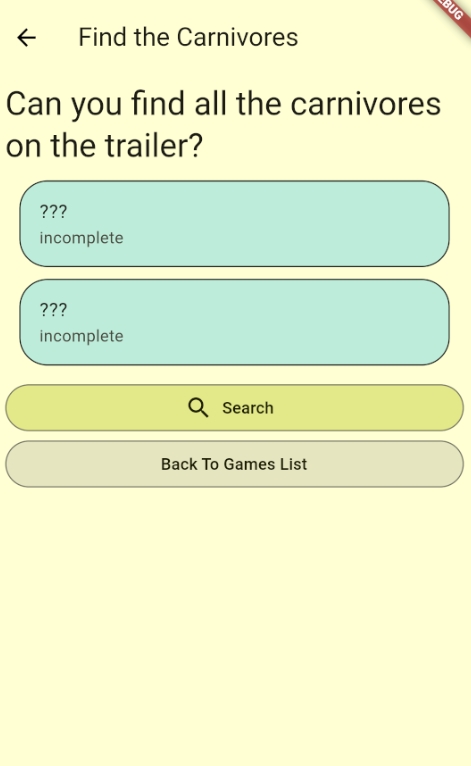 Find the Carnivores
Can you find all the carnivores
on the trailer?
???
incomplete
???
incomplete
Search
Back To Games List